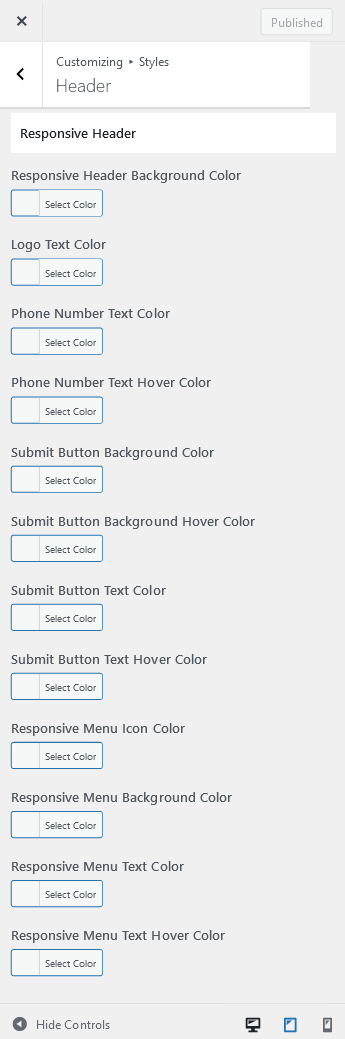 Published
Customizing ▸ Styles
Header
Responsive Header
Responsive Header Background Color
Select Color
Logo Text Color
Select Color
Phone Number Text Color
Select Color
Phone Number Text Hover Color
Select Color
Submit Button Background Color
Select Color
Submit Button Background Hover Color
Select Color
Submit Button Text Color
Select Color
Submit Button Text Hover Color
Select Color
Responsive Menu Icon Color
Select Color
Responsive Menu Background Color
Select Color
Responsive Menu Text Color
Select Color
Responsive Menu Text Hover Color
Select Color
Hide Controls